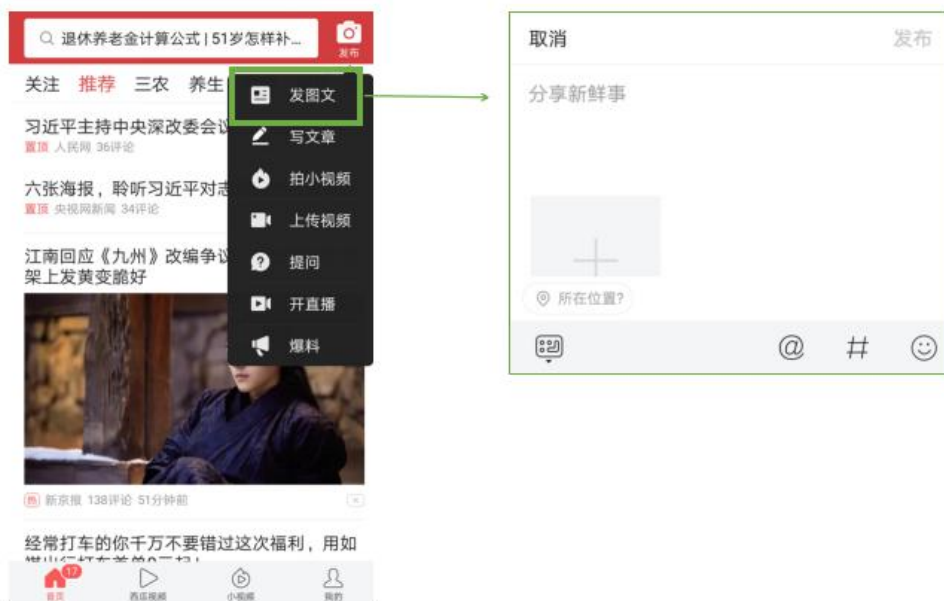 退休养老金计算公式 | 51岁怎样补...
发布
关注 推荐 三农 养生
发图文
写文章
拍小视频
上传视频
提问
开直播
爆料
习近平主持中央深改委会议
置顶 人民网 36评论
六张海报，聆听习近平对志
置顶 央视网新闻 34评论
江南回应《九州》改编争议
架上发黄变脆好
热 新京报 138评论 51分钟前
经常打车的你千万不要错过这次福利，用如
17
首页 西瓜视频 小视频 我的
取消 发布
分享新鲜事
所在位置?
@ #